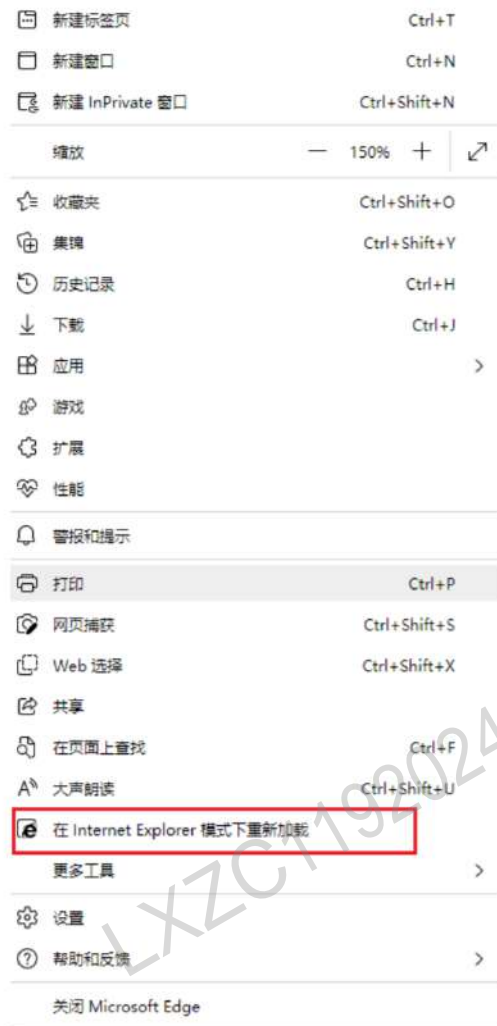 新建标签页 Ctrl+T
新建窗口 Ctrl+N
新建 InPrivate 窗口 Ctrl+Shift+N
缩放 — 150% +
收藏夹 Ctrl+Shift+O
集锦 Ctrl+Shift+Y
历史记录 Ctrl+H
下载 Ctrl+J
应用
游戏
扩展
性能
警报和提示
打印 Ctrl+P
网页捕获 Ctrl+Shift+S
Web 选择 Ctrl+Shift+X
共享
在页面上查找 Ctrl+F
大声朗读 Ctrl+Shift+U
在 Internet Explorer 模式下重新加载
更多工具
设置
帮助和反馈
关闭 Microsoft Edge
LXZC1192024